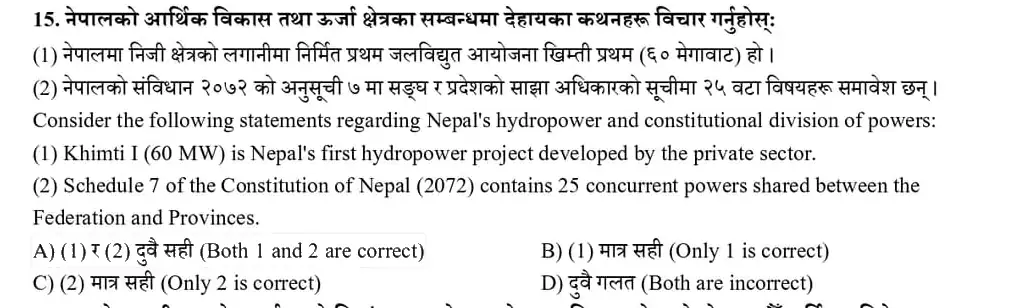 15. नेपालको आर्थिक विकास तथा ऊर्जा क्षेत्रका सम्बन्धमा देहायका कथनहरू विचार गर्नुहोस्:
(1) नेपालमा निजी क्षेत्रको लगानीमा निर्मित प्रथम जलविद्युत आयोजना खिम्ती प्रथम (६० मेगावाट) हो ।
(2) नेपालको संविधान २०७२ को अनुसूची ७ मा सङ्घ र प्रदेशको साझा अधिकारको सूचीमा २५ वटा विषयहरू समावेश छन् ।
Consider the following statements regarding Nepal's hydropower and constitutional division of powers:
(1) Khimti I (60 MW) is Nepal's first hydropower project developed by the private sector.
(2) Schedule 7 of the Constitution of Nepal (2072) contains 25 concurrent powers shared between the
Federation and Provinces.
A) (1) र (2) दुवै सही (Both 1 and 2 are correct) B) (1) मात्र सही (Only 1 is correct)
C) (2) मात्र सही (Only 2 is correct) D) दुवै गलत (Both are incorrect)